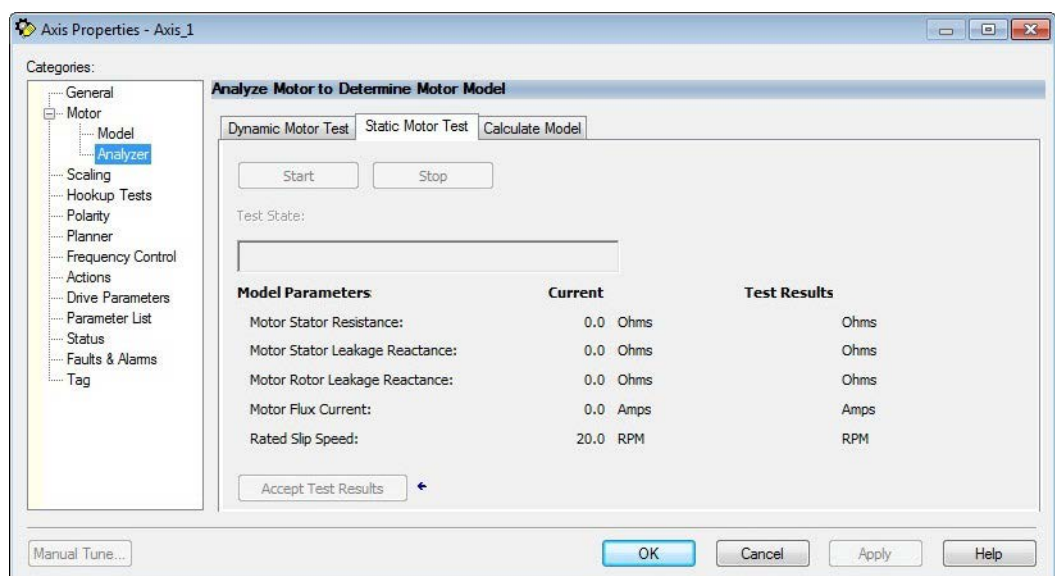 Axis Properties - Axis_1
Categories:
General
Motor
Model
Analyzer
Scaling
Hookup Tests
Polarity
Planner
Frequency Control
Actions
Drive Parameters
Parameter List
Status
Faults & Alarms
Tag
Analyze Motor to Determine Motor Model
Dynamic Motor Test Static Motor Test Calculate Model
Start Stop
Test State:
Model Parameters Current Test Results
Motor Stator Resistance: 0.0 Ohms Ohms
Motor Stator Leakage Reactance: 0.0 Ohms Ohms
Motor Rotor Leakage Reactance: 0.0 Ohms Ohms
Motor Flux Current: 0.0 Amps Amps
Rated Slip Speed: 20.0 RPM RPM
Accept Test Results
Manual Tune... OK Cancel Apply Help